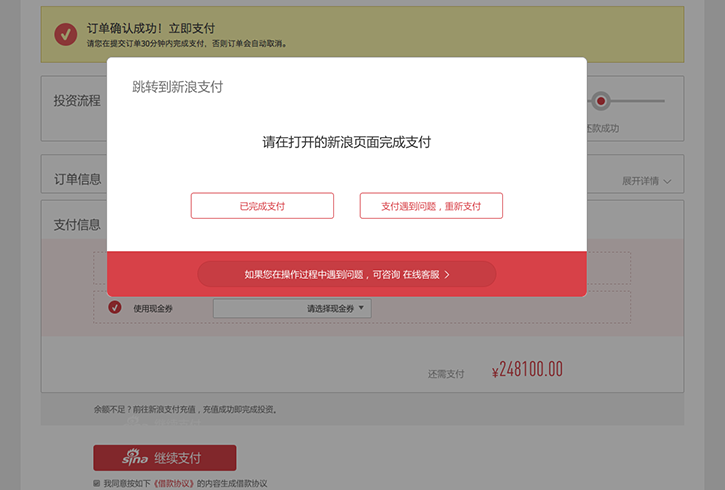 订单确认成功！立即支付
请您在提交订单30分钟内完成支付，否则订单会自动取消。
跳转到新浪支付
投资流程
还款成功
请在打开的新浪页面完成支付
订单信息
展开详情
已完成支付
支付遇到问题，重新支付
支付信息
如果您在操作过程中遇到问题，可咨询 在线客服 >
使用现金券
请选择现金券
还需支付 ¥248100.00
余额不足？前往新浪支付充值，充值成功即完成投资。
sina 继续支付
我同意按如下《借款协议》的内容生成借款协议